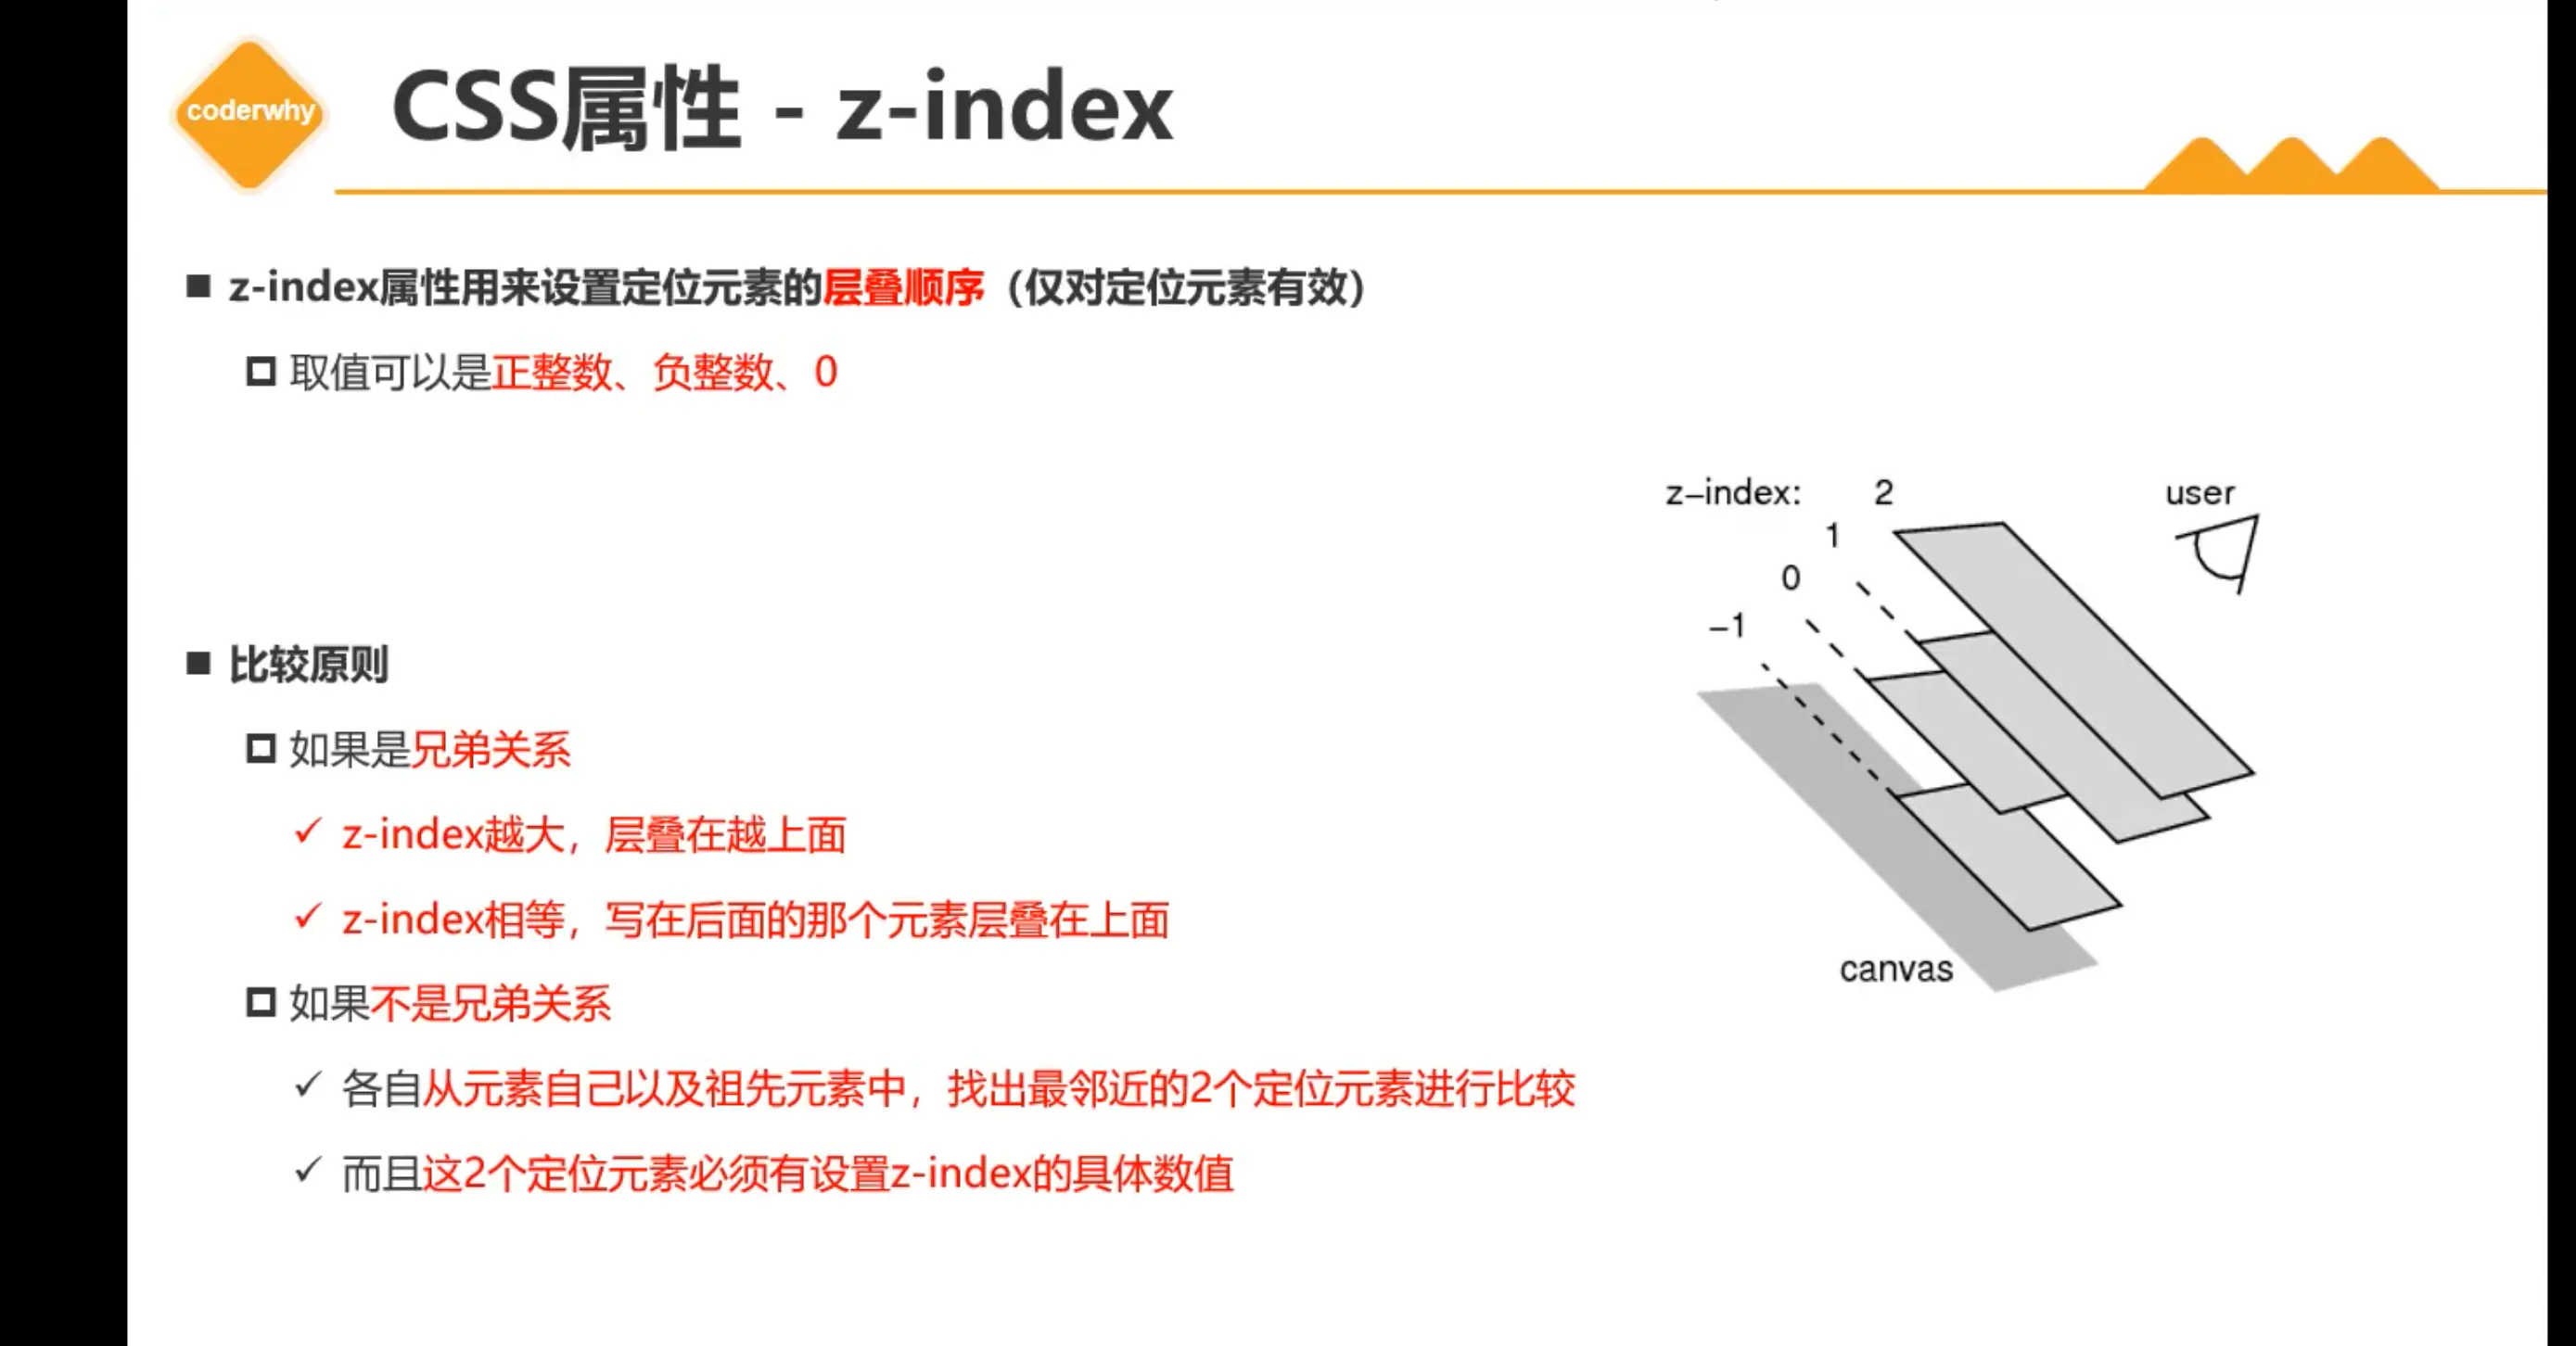 coderwhy
CSS属性 - z-index
z-index属性用来设置定位元素的层叠顺序（仅对定位元素有效）
取值可以是正整数、负整数、0
比较原则
如果是兄弟关系
z-index越大，层叠在越上面
z-index相等，写在后面的那个元素层叠在上面
如果不是兄弟关系
各自从元素自己以及祖先元素中，找出最邻近的2个定位元素进行比较
而且这2个定位元素必须有设置z-index的具体数值
z-index: 2
user
1
0
-1
canvas